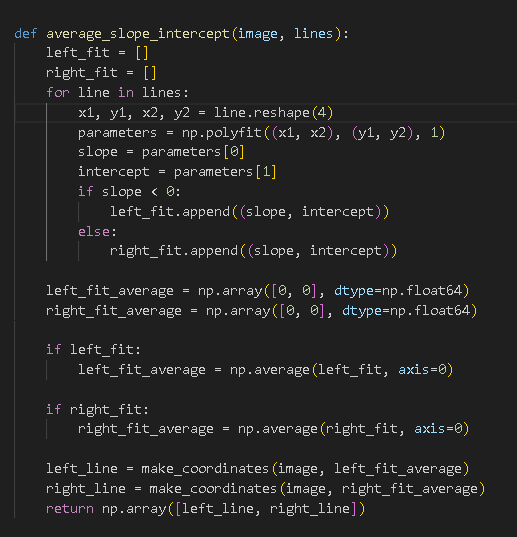 def average_slope_intercept(image, lines):
    left_fit = []
    right_fit = []
    for line in lines:
        x1, y1, x2, y2 = line.reshape(4)
        parameters = np.polyfit((x1, x2), (y1, y2), 1)
        slope = parameters[0]
        intercept = parameters[1]
        if slope < 0:
            left_fit.append((slope, intercept))
        else:
            right_fit.append((slope, intercept))

    left_fit_average = np.array([0, 0], dtype=np.float64)
    right_fit_average = np.array([0, 0], dtype=np.float64)

    if left_fit:
        left_fit_average = np.average(left_fit, axis=0)

    if right_fit:
        right_fit_average = np.average(right_fit, axis=0)

    left_line = make_coordinates(image, left_fit_average)
    right_line = make_coordinates(image, right_fit_average)
    return np.array([left_line, right_line])